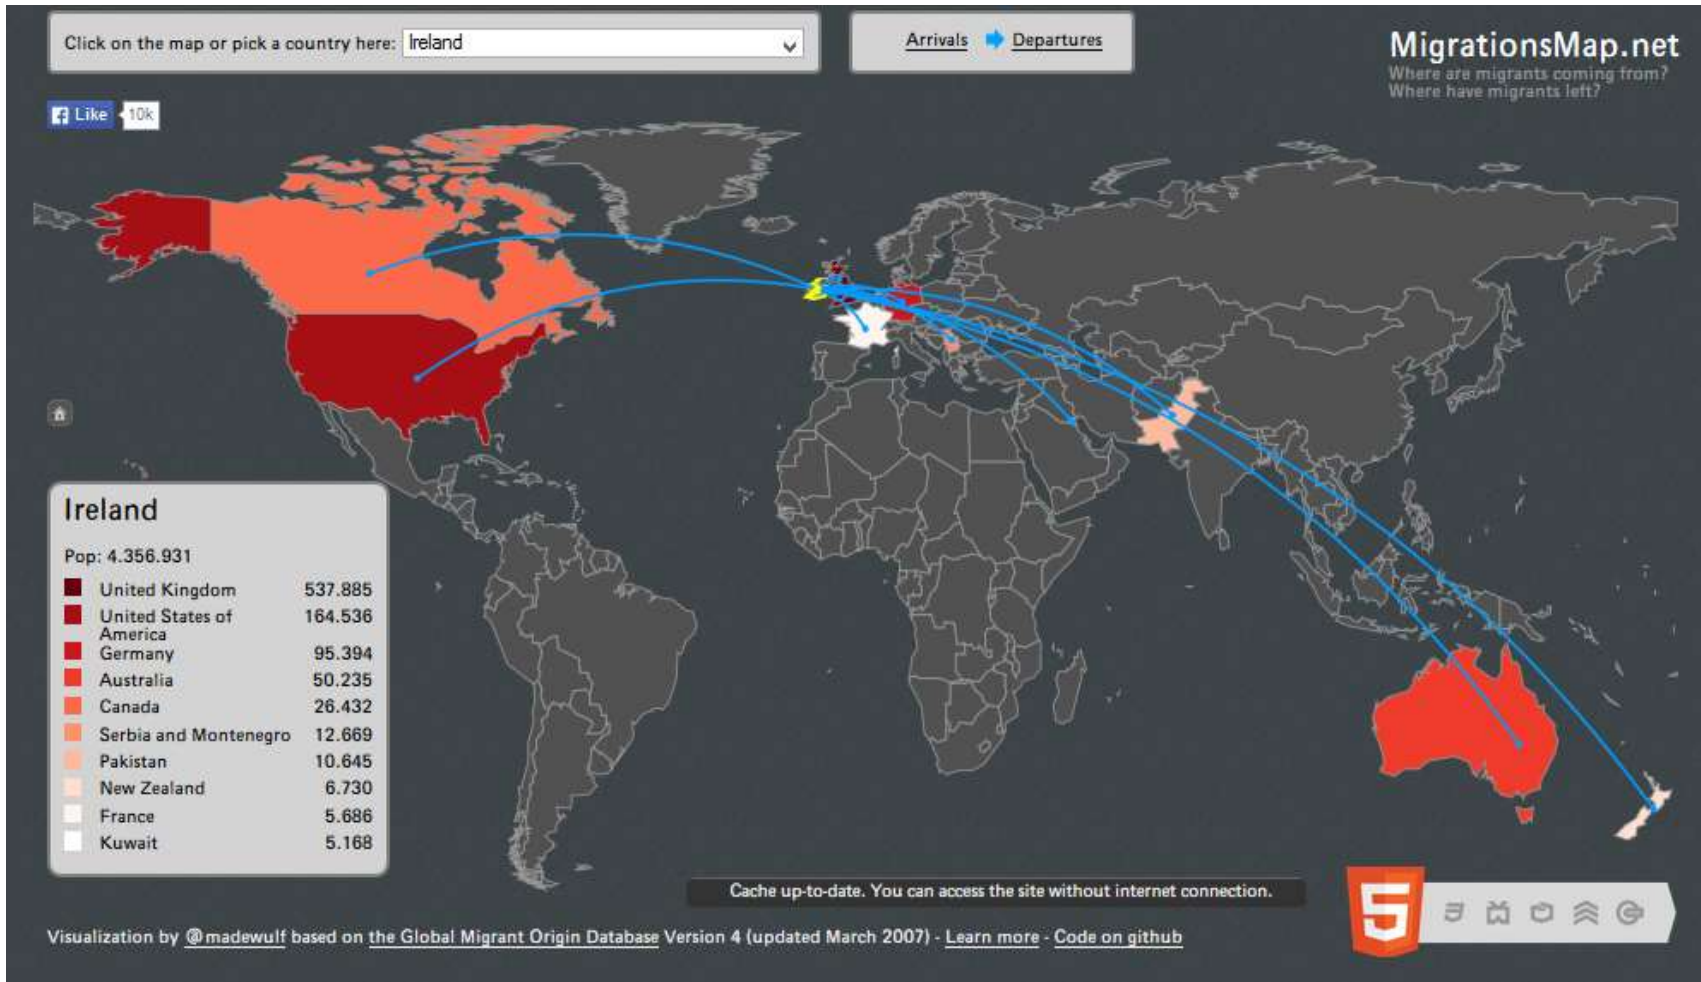 Click on the map or pick a country here: Ireland
Arrivals Departures
MigrationsMap.net
Where are migrants coming from?
Where have migrants left?
Like 10k
Ireland
Pop: 4.356.931
United Kingdom 537.885
United States of 164.536
America
Germany 95.394
Australia 50.235
Canada 26.432
Serbia and Montenegro 12.669
Pakistan 10.645
New Zealand 6.730
France 5.686
Kuwait 5.168
Cache up-to-date. You can access the site without internet connection.
5
Visualization by @madewulf based on the Global Migrant Origin Database Version 4 (updated March 2007) - Learn more - Code on github